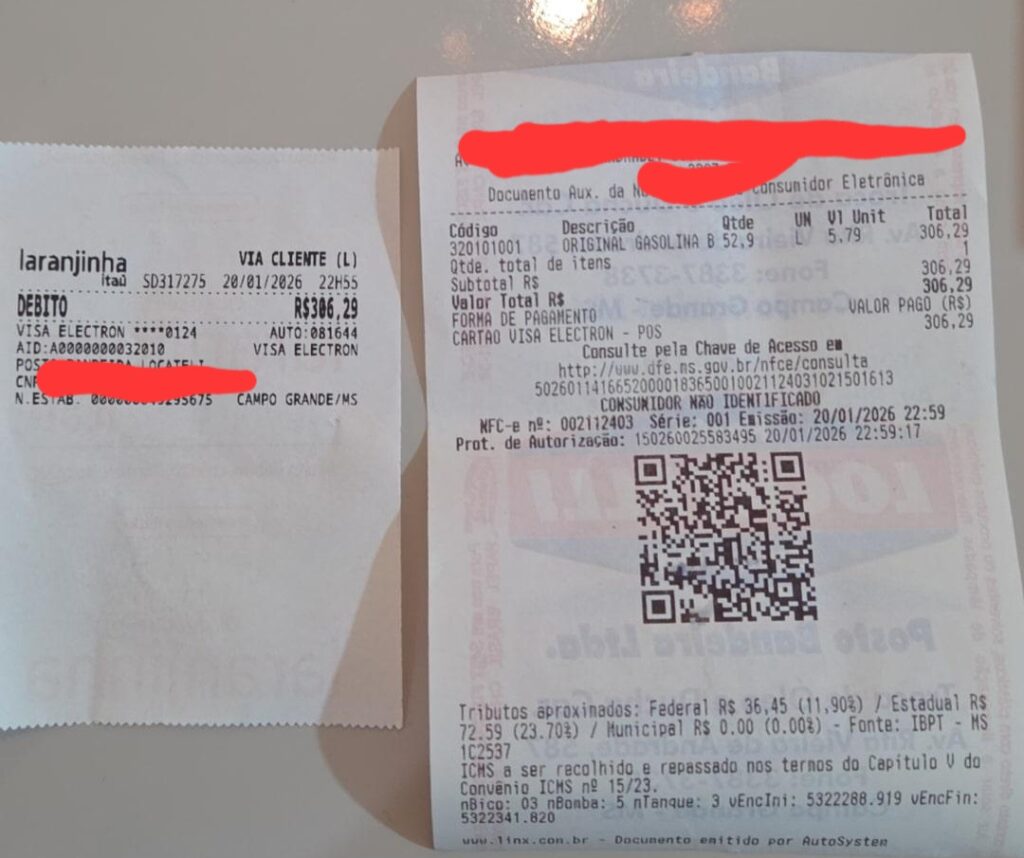 laranjinha
VIA CLIENTE (L)
Itaú SD317275 20/01/2026 22H55
DEBITO R$306,29
VISA ELECTRON ****0124 AUTO:081644
AID:A0000000032010 VISA ELECTRON
LOCATELI
N.ESTAB. CAMPO GRANDE/MS
Documento Aux. da Consumidor Eletrônica
Código Descrição Qtde UN Vl Unit Total
320101001 ORIGINAL GASOLINA B 52,9 L 5.79 306,29
Qtde. total de itens 1
Subtotal R$ 306,29
Valor Total R$ 306,29
FORMA DE PAGAMENTO VALOR PAGO (R$)
CARTAO VISA ELECTRON - POS 306,29
Consulte pela Chave de Acesso em
http://www.dfe.ms.gov.br/nfce/consulta
50260114166520000183650010021124031021501613
CONSUMIDOR NÃO IDENTIFICADO
NFC-e nº: 002112403 Série: 001 Emissão: 20/01/2026 22:59
Prot. de Autorização: 150260025583495 20/01/2026 22:59:17
Tributos aproximados: Federal R$ 36,45 (11,90%) / Estadual R$
72.59 (23.70%) / Municipal R$ 0.00 (0.00%) - Fonte: IBPT - MS
1C2537
ICMS a ser recolhido e repassado nos termos do Capitulo V do
Convênio ICMS nº 15/23.
nBico: 03 nBomba: 5 nTanque: 3 vEncIni: 5322288.919 vEncFin:
5322341.820
www.linx.com.br - Documento emitido por AutoSystem